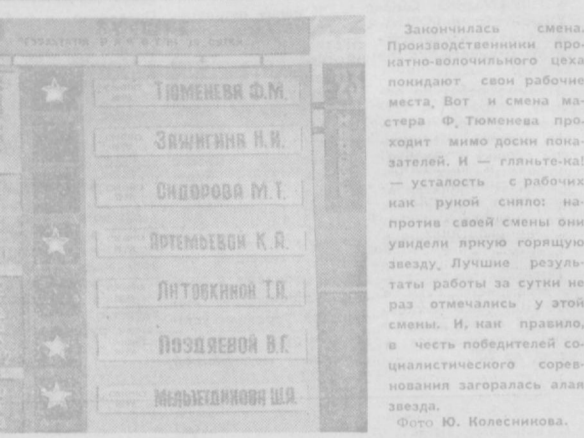 ТЮМЕНЕВА Ф.М.
ЗАЖИГИНА Н.И.
СИДОРОВА М.Т.
АРТЕМЬЕВОЙ К.Я.
ЛИТОВКИНОЙ Т.Я.
ПОЗДЯЕВОЙ В.Г.
Закончилась смена.
Производственники про-
катно-волочильного цеха
покидают свои рабочие
места. Вот и смена ма-
стера Ф. Тюменева про-
ходит мимо доски пока-
зателей. И — гляньте-ка!
— усталость с рабочих
как рукой сняло: на-
против своей смены они
увидели яркую горящую
звезду. Лучшие резуль-
таты работы за сутки не
раз отмечались у этой
смены. И, как правило,
в честь победителей со-
циалистического сорев-
нования загоралась алая
звезда.
Фото Ю. Колесникова.